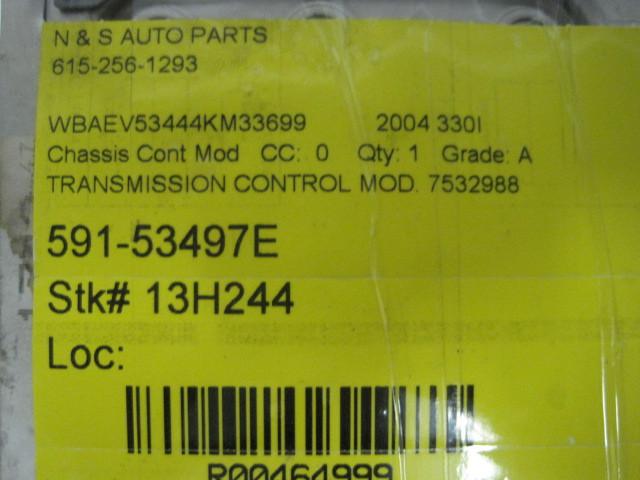 N & S AUTO PARTS
615-256-1293
WBAEV53444KM33699 2004 330I
Chassis Cont Mod CC: 0 Qty: 1 Grade: A
TRANSMISSION CONTROL MOD. 7532988
591-53497E
Stk# 13H244
Loc:
R00464999